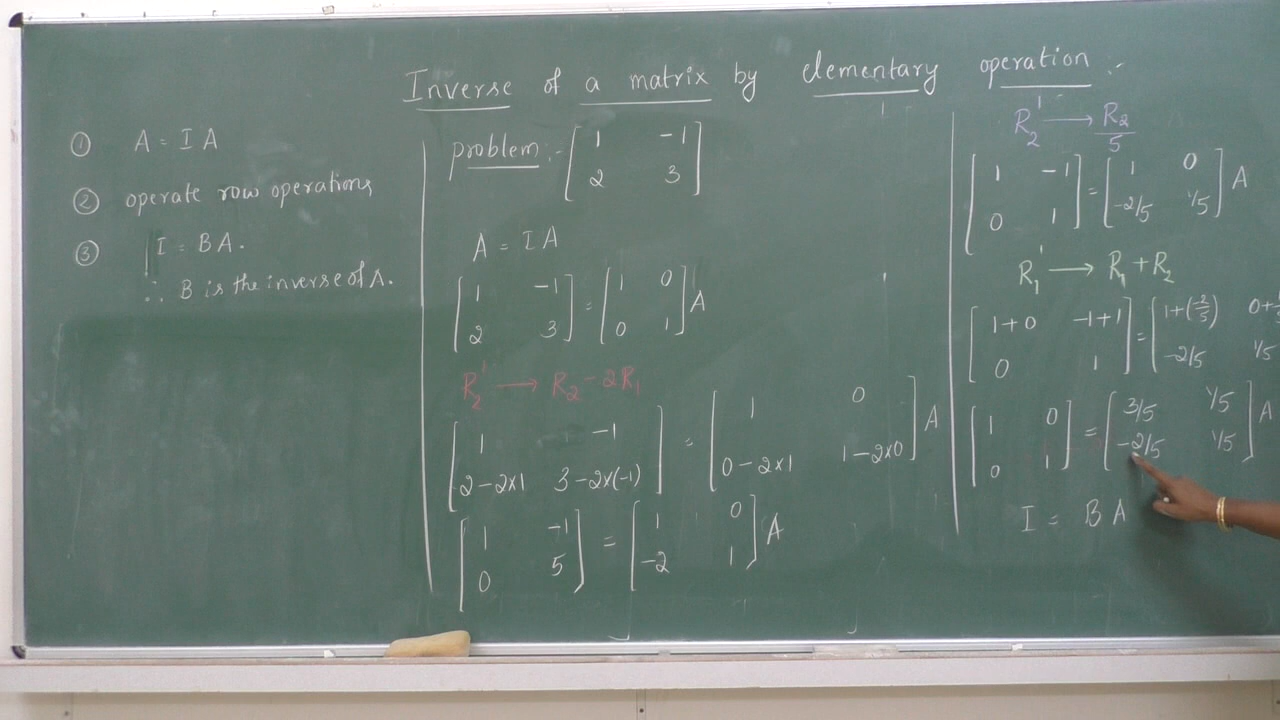 Inverse of a matrix by elementary operation :-
① A = I A
② operate row operations
③ I = BA.
∴ B is the inverse of A.
problem :- [ 1 -1
2 3 ]
A = I A
[ 1 -1 ] = [ 1 0 ] A
[ 2 3 ] [ 0 1 ]
R₂' → R₂ - 2R₁
[ 1 -1 ] = [ 1 0 ] A
[ 2-2×1 3-2×(-1) ] [ 0-2×1 1-2×0 ]
[ 1 -1 ] = [ 1 0 ] A
[ 0 5 ] [ -2 1 ]
R₂' → R₂/5
[ 1 -1 ] = [ 1 0 ] A
[ 0 1 ] [ -2/5 1/5 ]
R₁' → R₁ + R₂
[ 1+0 -1+1 ] = [ 1+(-2/5) 0+
[ 0 1 ] [ -2/5 1/5
[ 1 0 ] = [ 3/5 1/5 ] A
[ 0 1 ] [ -2/5 1/5 ]
I = B A